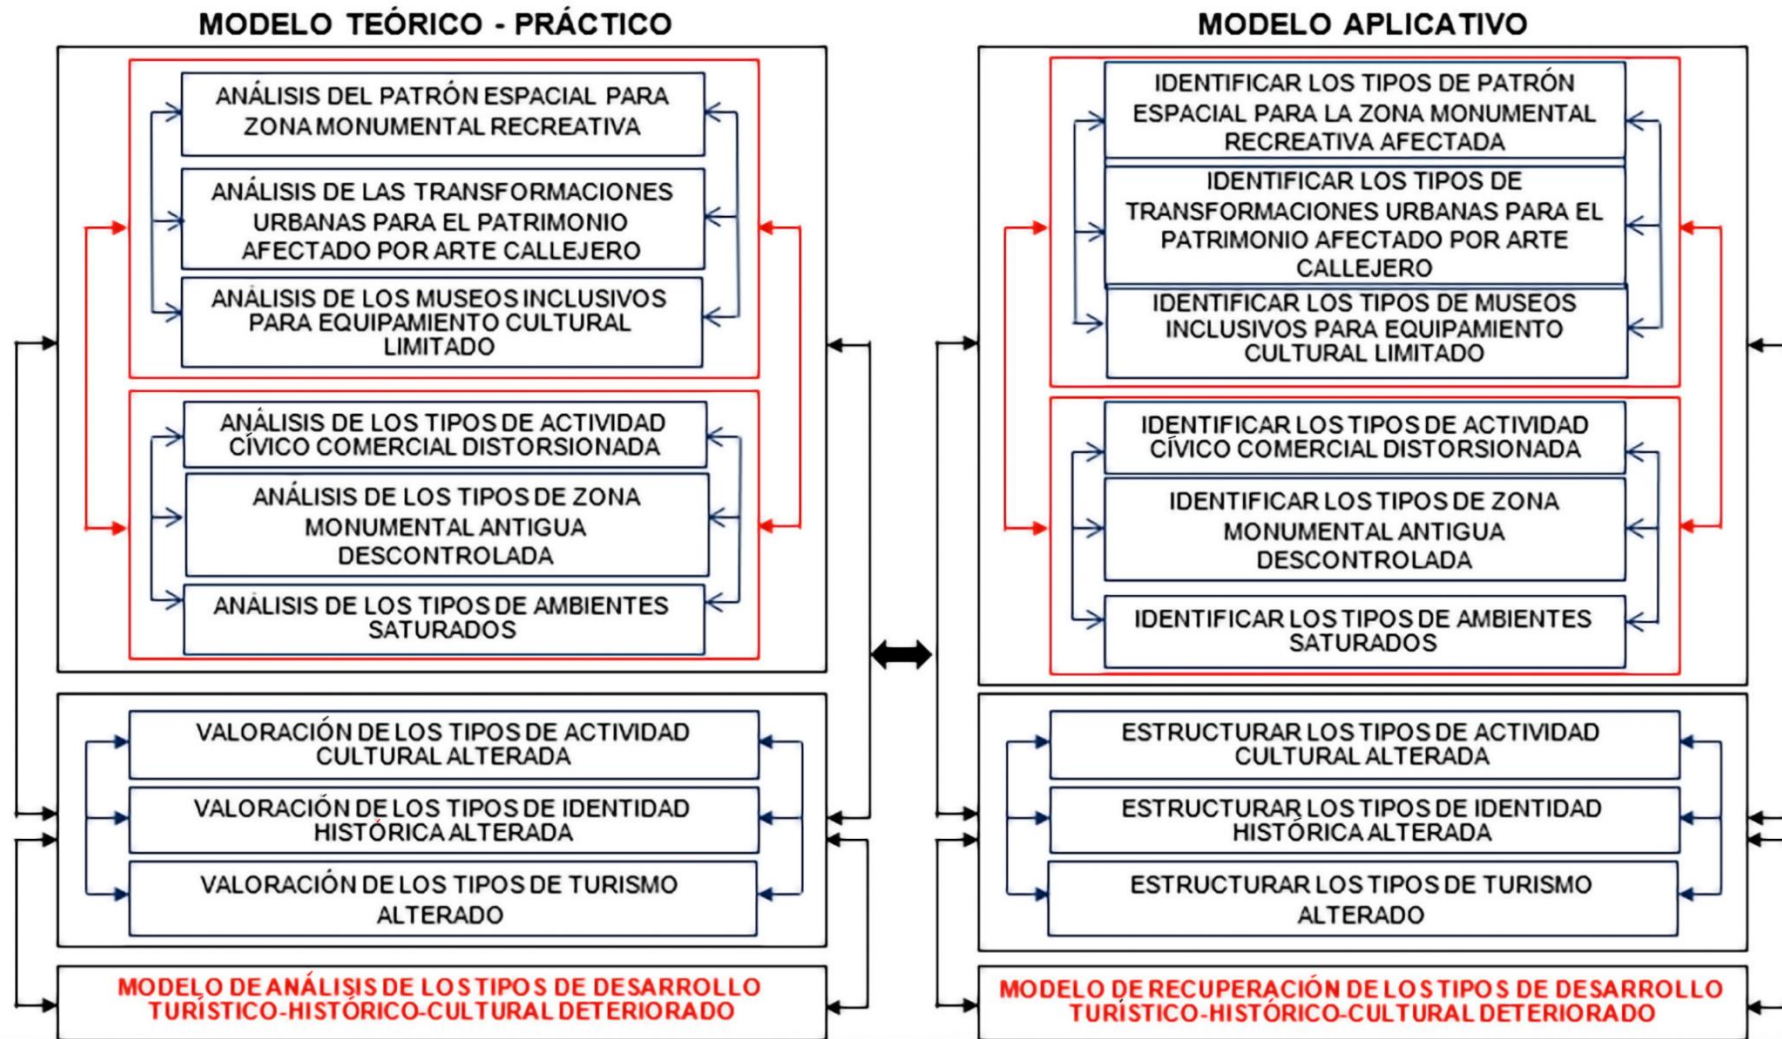 MODELO TEÓRICO - PRÁCTICO
ANÁLISIS DEL PATRÓN ESPACIAL PARA
ZONA MONUMENTAL RECREATIVA
ANÁLISIS DE LAS TRANSFORMACIONES
URBANAS PARA EL PATRIMONIO
AFECTADO POR ARTE CALLEJERO
ANÁLISIS DE LOS MUSEOS INCLUSIVOS
PARA EQUIPAMIENTO CULTURAL
LIMITADO
ANÁLISIS DE LOS TIPOS DE ACTIVIDAD
CÍVICO COMERCIAL DISTORSIONADA
ANÁLISIS DE LOS TIPOS DE ZONA
MONUMENTAL ANTIGUA
DESCONTROLADA
ANÁLISIS DE LOS TIPOS DE AMBIENTES
SATURADOS
VALORACIÓN DE LOS TIPOS DE ACTIVIDAD
CULTURAL ALTERADA
VALORACIÓN DE LOS TIPOS DE IDENTIDAD
HISTÓRICA ALTERADA
VALORACIÓN DE LOS TIPOS DE TURISMO
ALTERADO
MODELO DE ANÁLISIS DE LOS TIPOS DE DESARROLLO
TURÍSTICO-HISTÓRICO-CULTURAL DETERIORADO
MODELO APLICATIVO
IDENTIFICAR LOS TIPOS DE PATRÓN
ESPACIAL PARA LA ZONA MONUMENTAL
RECREATIVA AFECTADA
IDENTIFICAR LOS TIPOS DE
TRANSFORMACIONES URBANAS PARA EL
PATRIMONIO AFECTADO POR ARTE
CALLEJERO
IDENTIFICAR LOS TIPOS DE MUSEOS
INCLUSIVOS PARA EQUIPAMIENTO
CULTURAL LIMITADO
IDENTIFICAR LOS TIPOS DE ACTIVIDAD
CÍVICO COMERCIAL DISTORSIONADA
IDENTIFICAR LOS TIPOS DE ZONA
MONUMENTAL ANTIGUA
DESCONTROLADA
IDENTIFICAR LOS TIPOS DE AMBIENTES
SATURADOS
ESTRUCTURAR LOS TIPOS DE ACTIVIDAD
CULTURAL ALTERADA
ESTRUCTURAR LOS TIPOS DE IDENTIDAD
HISTÓRICA ALTERADA
ESTRUCTURAR LOS TIPOS DE TURISMO
ALTERADO
MODELO DE RECUPERACIÓN DE LOS TIPOS DE DESARROLLO
TURÍSTICO-HISTÓRICO-CULTURAL DETERIORADO